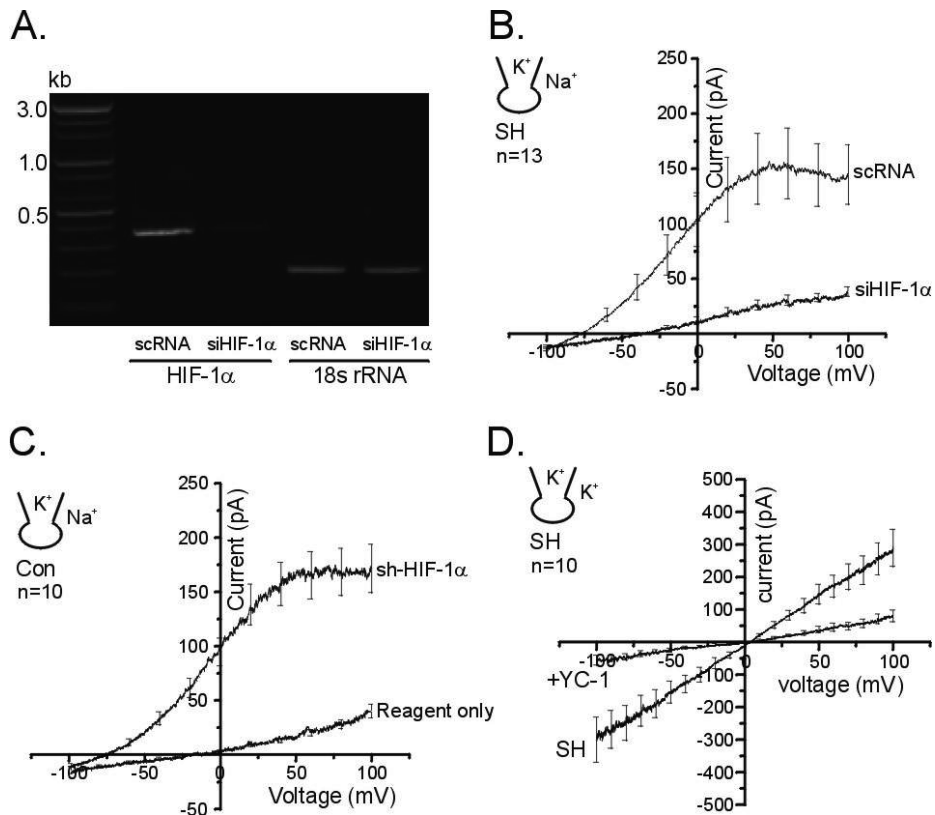 A.
kb
3.0
1.0
0.5
scRNA siHIF-1α scRNA siHIF-1α
HIF-1α 18s rRNA
B.
K⁺
Na⁺
SH
n=13
250
200
150
100
50
-50
Current (pA)
scRNA
siHIF-1α
-100 -50 0 50 100
Voltage (mV)
C.
K⁺
Na⁺
Con
n=10
250
200
150
100
50
-50
Current (pA)
sh-HIF-1α
Reagent only
-100 -50 0 50 100
Voltage (mV)
D.
K⁺
K⁺
SH
n=10
500
400
300
200
100
-100
-200
-300
-400
-500
current (pA)
-100 -50 0 50 100
voltage (mV)
+YC-1
SH